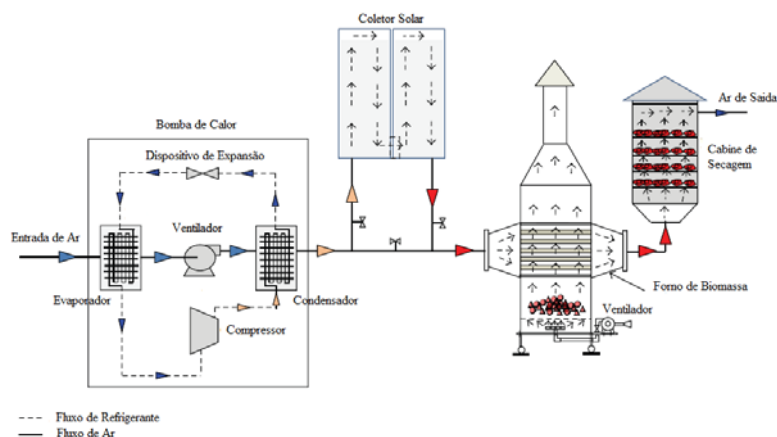 Coletor Solar
Ar de Saida
Bomba de Calor
Cabine de
Secagem
Dispositivo de Expansão
Entrada de Ar
Ventilador
Evaporador
Condensador
Compressor
Forno de Biomassa
Ventilador
Fluxo de Refrigerante
Fluxo de Ar